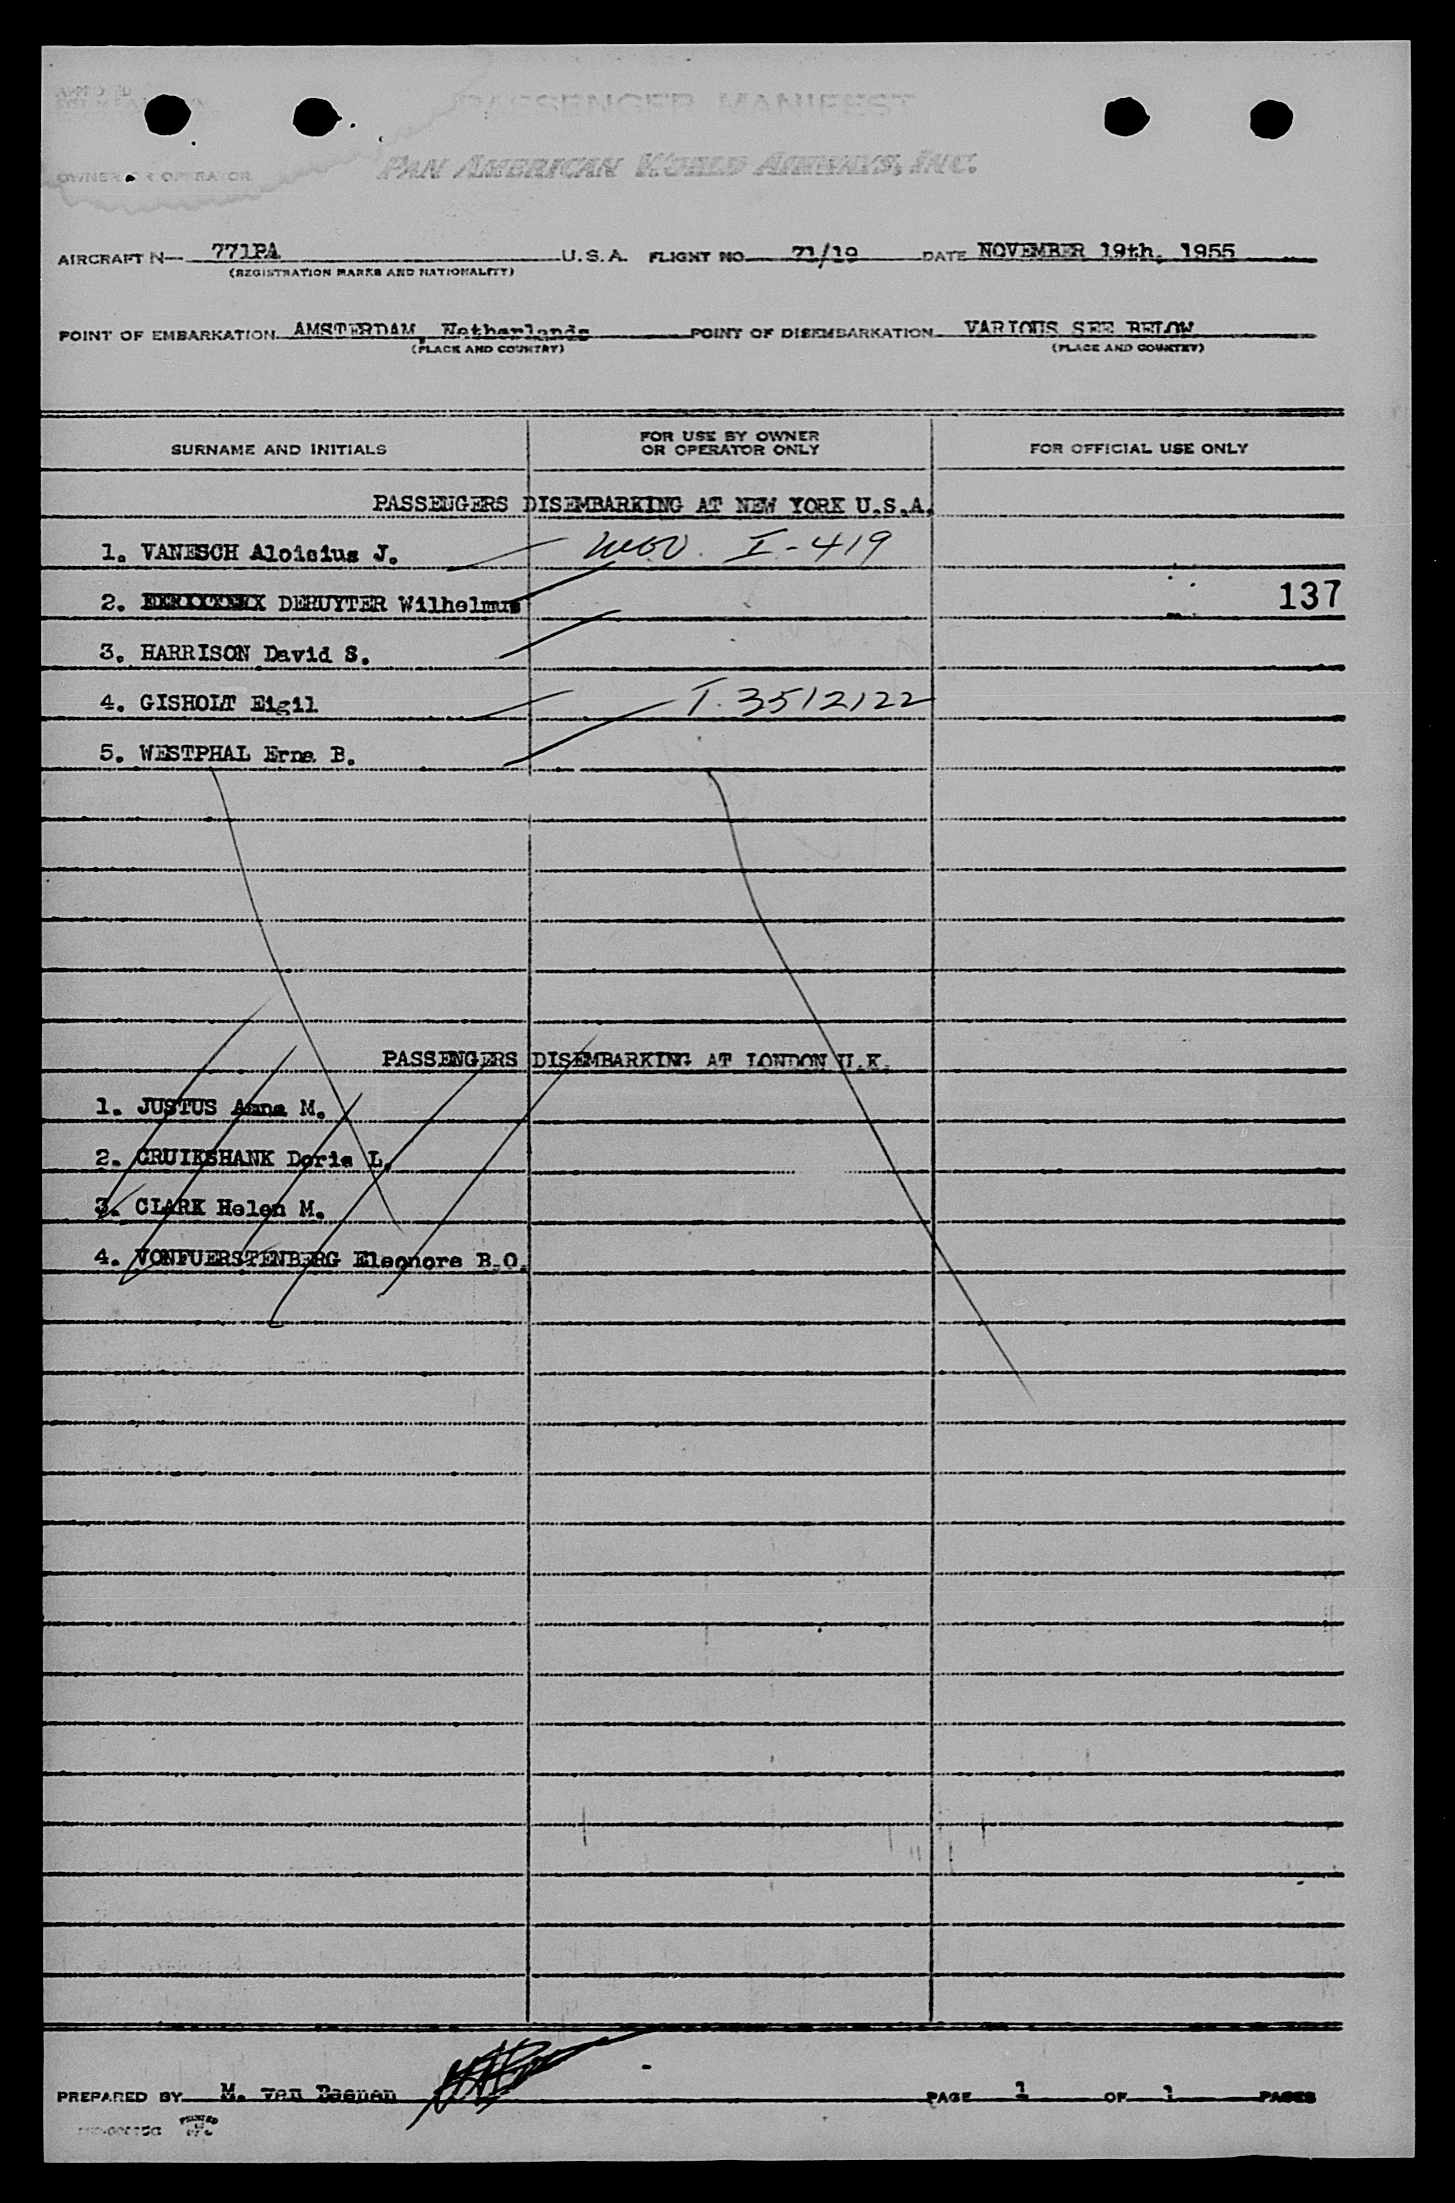 PASSENGER MANIFEST
OWNER OR OPERATOR PAN AMERICAN WORLD AIRWAYS, INC.
AIRCRAFT N— 771PA U.S.A. FLIGHT NO. 71/19 DATE NOVEMBER 19th, 1955
(REGISTRATION MARKS AND NATIONALITY)
POINT OF EMBARKATION AMSTERDAM, Netherlands POINT OF DISEMBARKATION VARIOUS SEE BELOW
(PLACE AND COUNTRY) (PLACE AND COUNTRY)
SURNAME AND INITIALS FOR USE BY OWNER OR OPERATOR ONLY FOR OFFICIAL USE ONLY
PASSENGERS DISEMBARKING AT NEW YORK U.S.A.
1. VANESCH Aloisius J. I-419
2. DERUYTER Wilhelmus 137
3. HARRISON David S.
4. GISHOLT Eigil I. 3512122
5. WESTPHAL Erna B.
PASSENGERS DISEMBARKING AT LONDON U.K.
1. JUSTUS Anna M.
2. CRUIKSHANK Doris L.
3. CLARK Helen M.
4. VONFUERSTENBERG Eleonore B.O.
PREPARED BY M. van PAGE 1 OF 1 PAGES
PRINTED